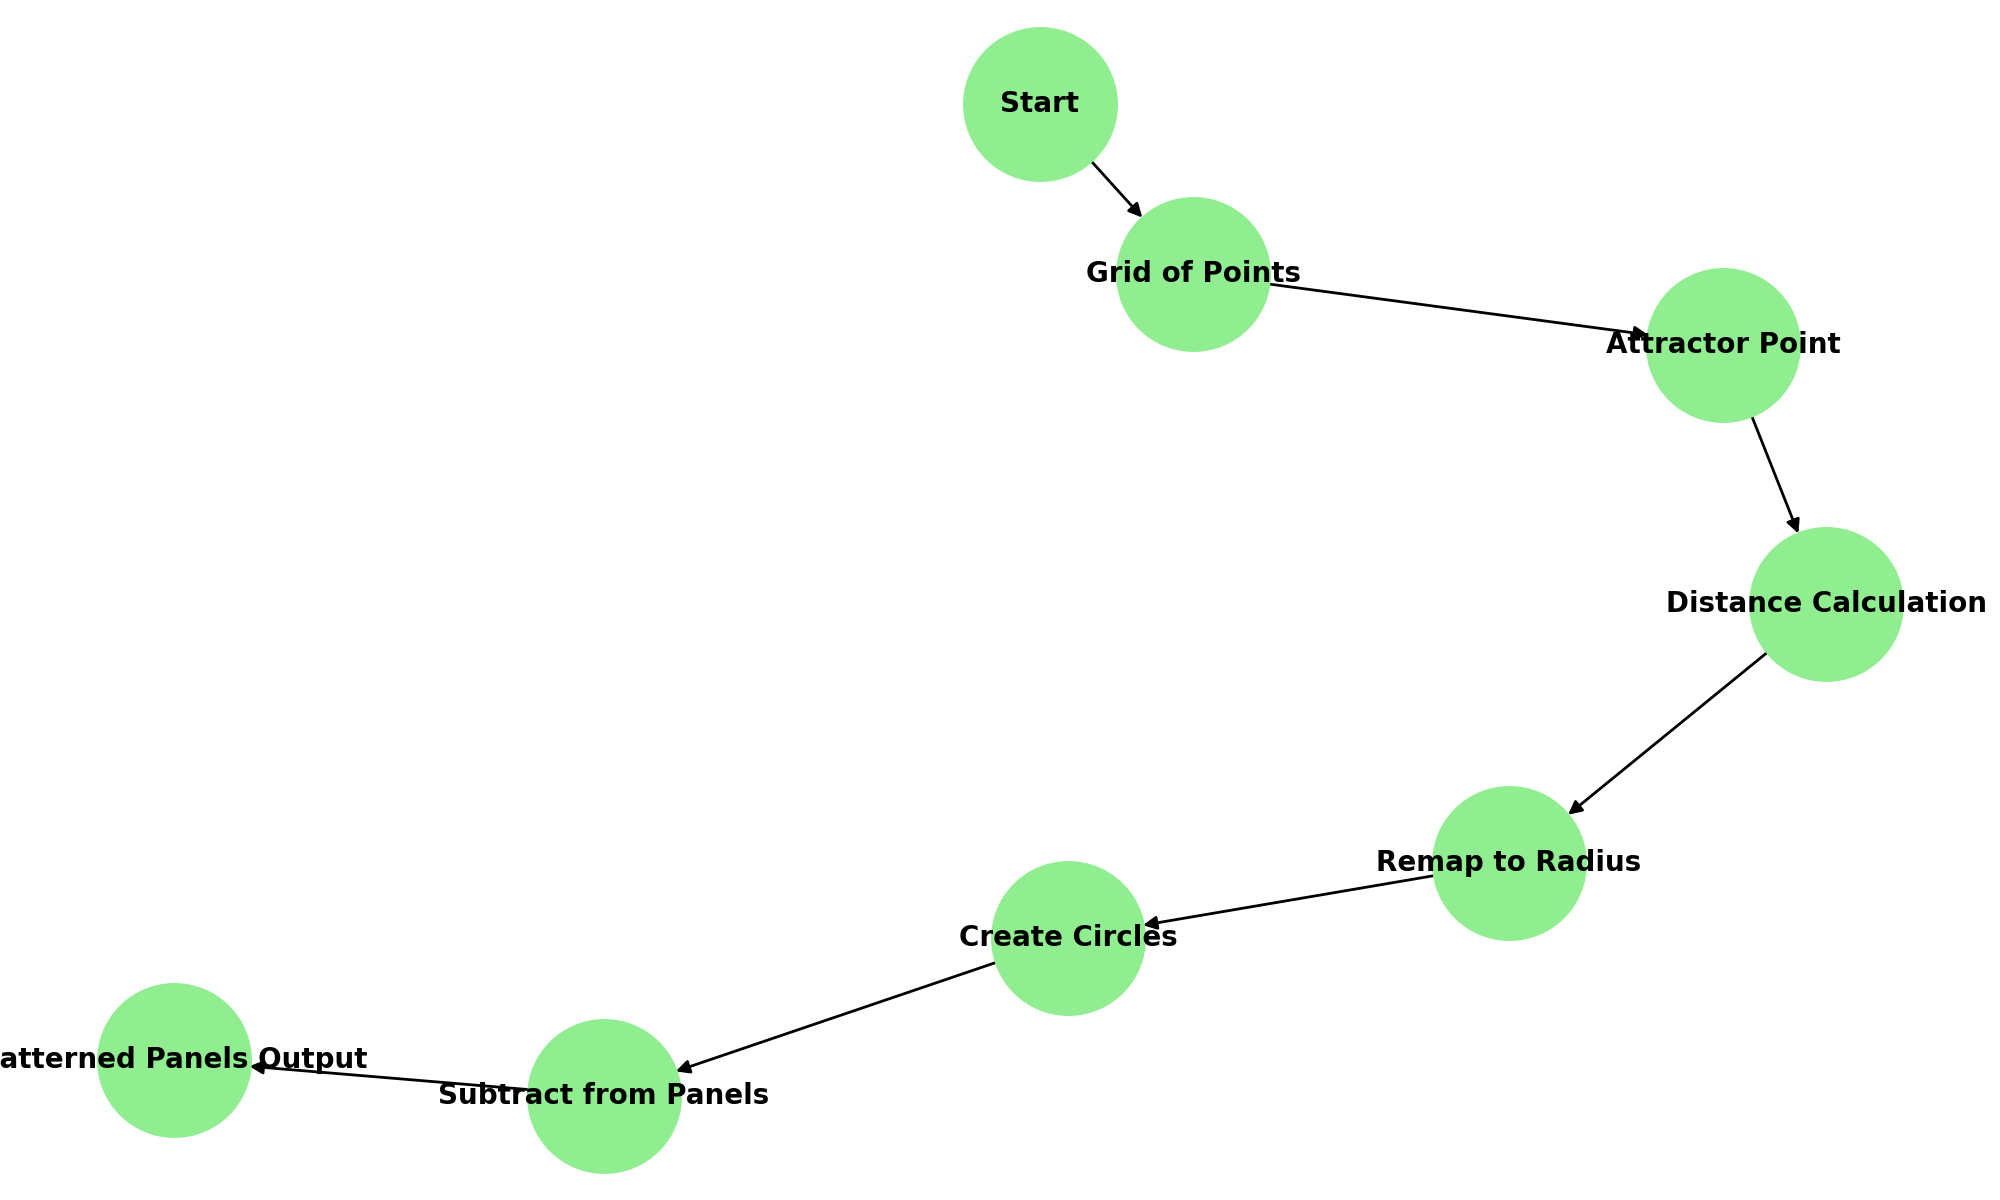 Start
Grid of Points
Attractor Point
Distance Calculation
Remap to Radius
Create Circles
Subtract from Panels
atterned Panels Output